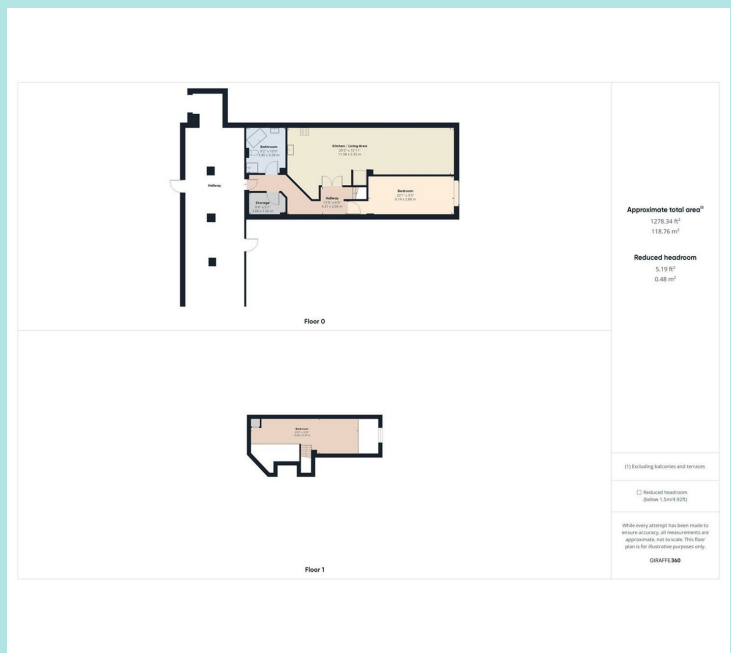 Bathroom
Kitchen / Living Area
Hallway
Bedroom
Storage
Hallway
Floor 0
Approximate total area(1)
1278.34 ft²
118.76 m²
Reduced headroom
5.19 ft²
0.48 m²
Bedroom
Floor 1
(1) Excluding balconies and terraces
Reduced headroom
(below 1.5m/4.92ft)
While every attempt has been made to
ensure accuracy, all measurements are
approximate, not to scale. This floor
plan is for illustrative purposes only.
GIRAFFE360